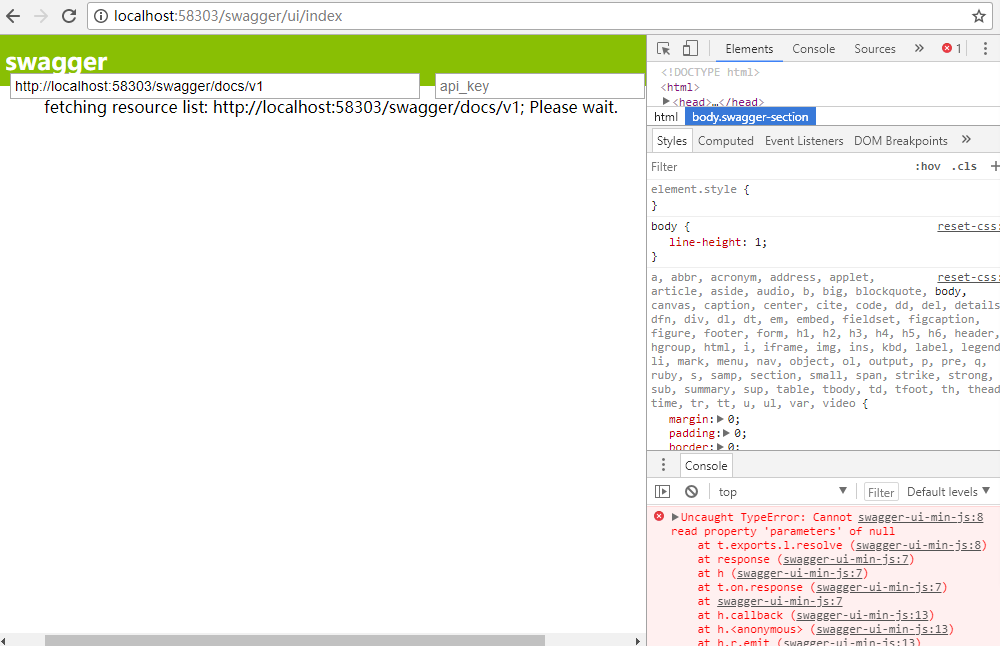 localhost:58303/swagger/ui/index
swagger
http://localhost:58303/swagger/docs/v1
api_key
fetching resource list: http://localhost:58303/swagger/docs/v1; Please wait.
Elements Console Sources » 1
<!DOCTYPE html>
<html>
<head>…</head>
html body.swagger-section
Styles Computed Event Listeners DOM Breakpoints »
Filter :hov .cls +
element.style {
}
body { reset-css:
line-height: 1;
}
a, abbr, acronym, address, applet, reset-css:
article, aside, audio, b, big, blockquote, body,
canvas, caption, center, cite, code, dd, del, details
dfn, div, dl, dt, em, embed, fieldset, figcaption,
figure, footer, form, h1, h2, h3, h4, h5, h6, header,
hgroup, html, i, iframe, img, ins, kbd, label, legend
li, mark, menu, nav, object, ol, output, p, pre, q,
ruby, s, samp, section, small, span, strike, strong,
sub, summary, sup, table, tbody, td, tfoot, th, thead
time, tr, tt, u, ul, var, video {
margin: 0;
padding: 0;
border: 0;
Console
top Filter Default levels
Uncaught TypeError: Cannot swagger-ui-min-js:8
read property 'parameters' of null
at t.exports.l.resolve (swagger-ui-min-js:8)
at response (swagger-ui-min-js:7)
at h (swagger-ui-min-js:7)
at t.on.response (swagger-ui-min-js:7)
at swagger-ui-min-js:7
at h.callback (swagger-ui-min-js:13)
at h.<anonymous> (swagger-ui-min-js:13)
at h.r.emit (swagger-ui-min-js:13)